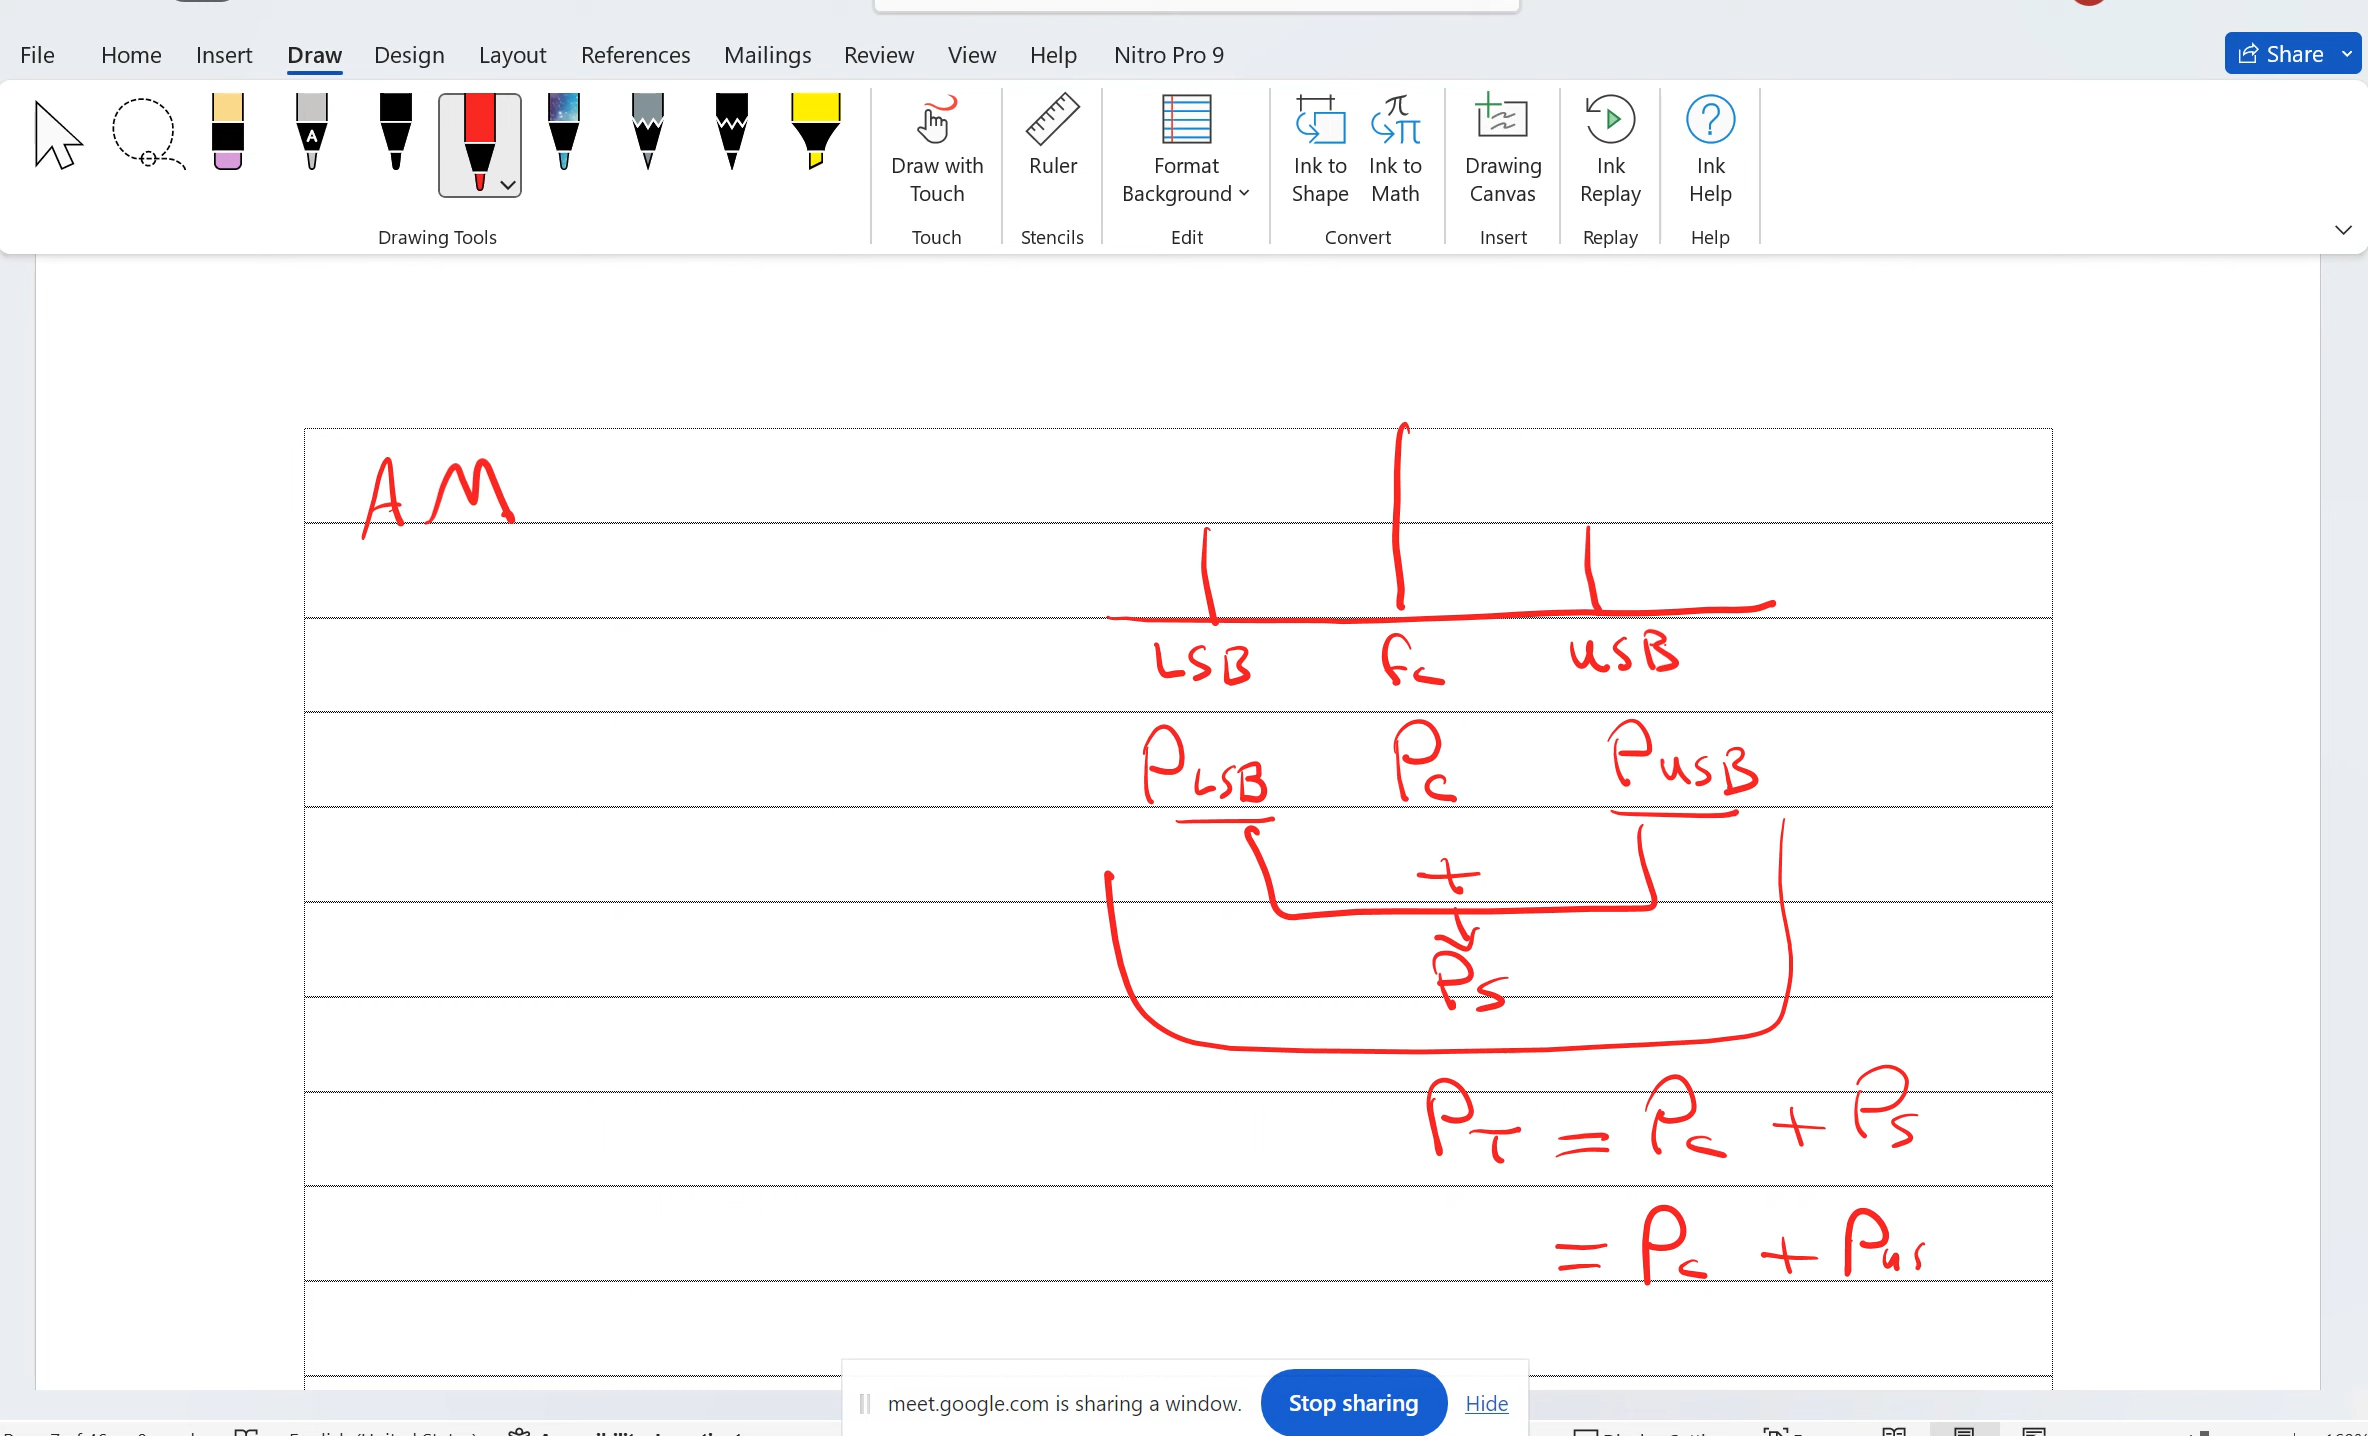 File Home Insert Draw Design Layout References Mailings Review View Help Nitro Pro 9 Share
A
Draw with Touch
Ruler
Format Background
Ink to Shape
Ink to Math
Drawing Canvas
Ink Replay
Ink Help
Drawing Tools Touch Stencils Edit Convert Insert Replay Help
AM
LSB fc USB
PLSB Pc PUSB
+
Ps
PT = Pc + Ps
= Pc + Pus
meet.google.com is sharing a window. Stop sharing Hide